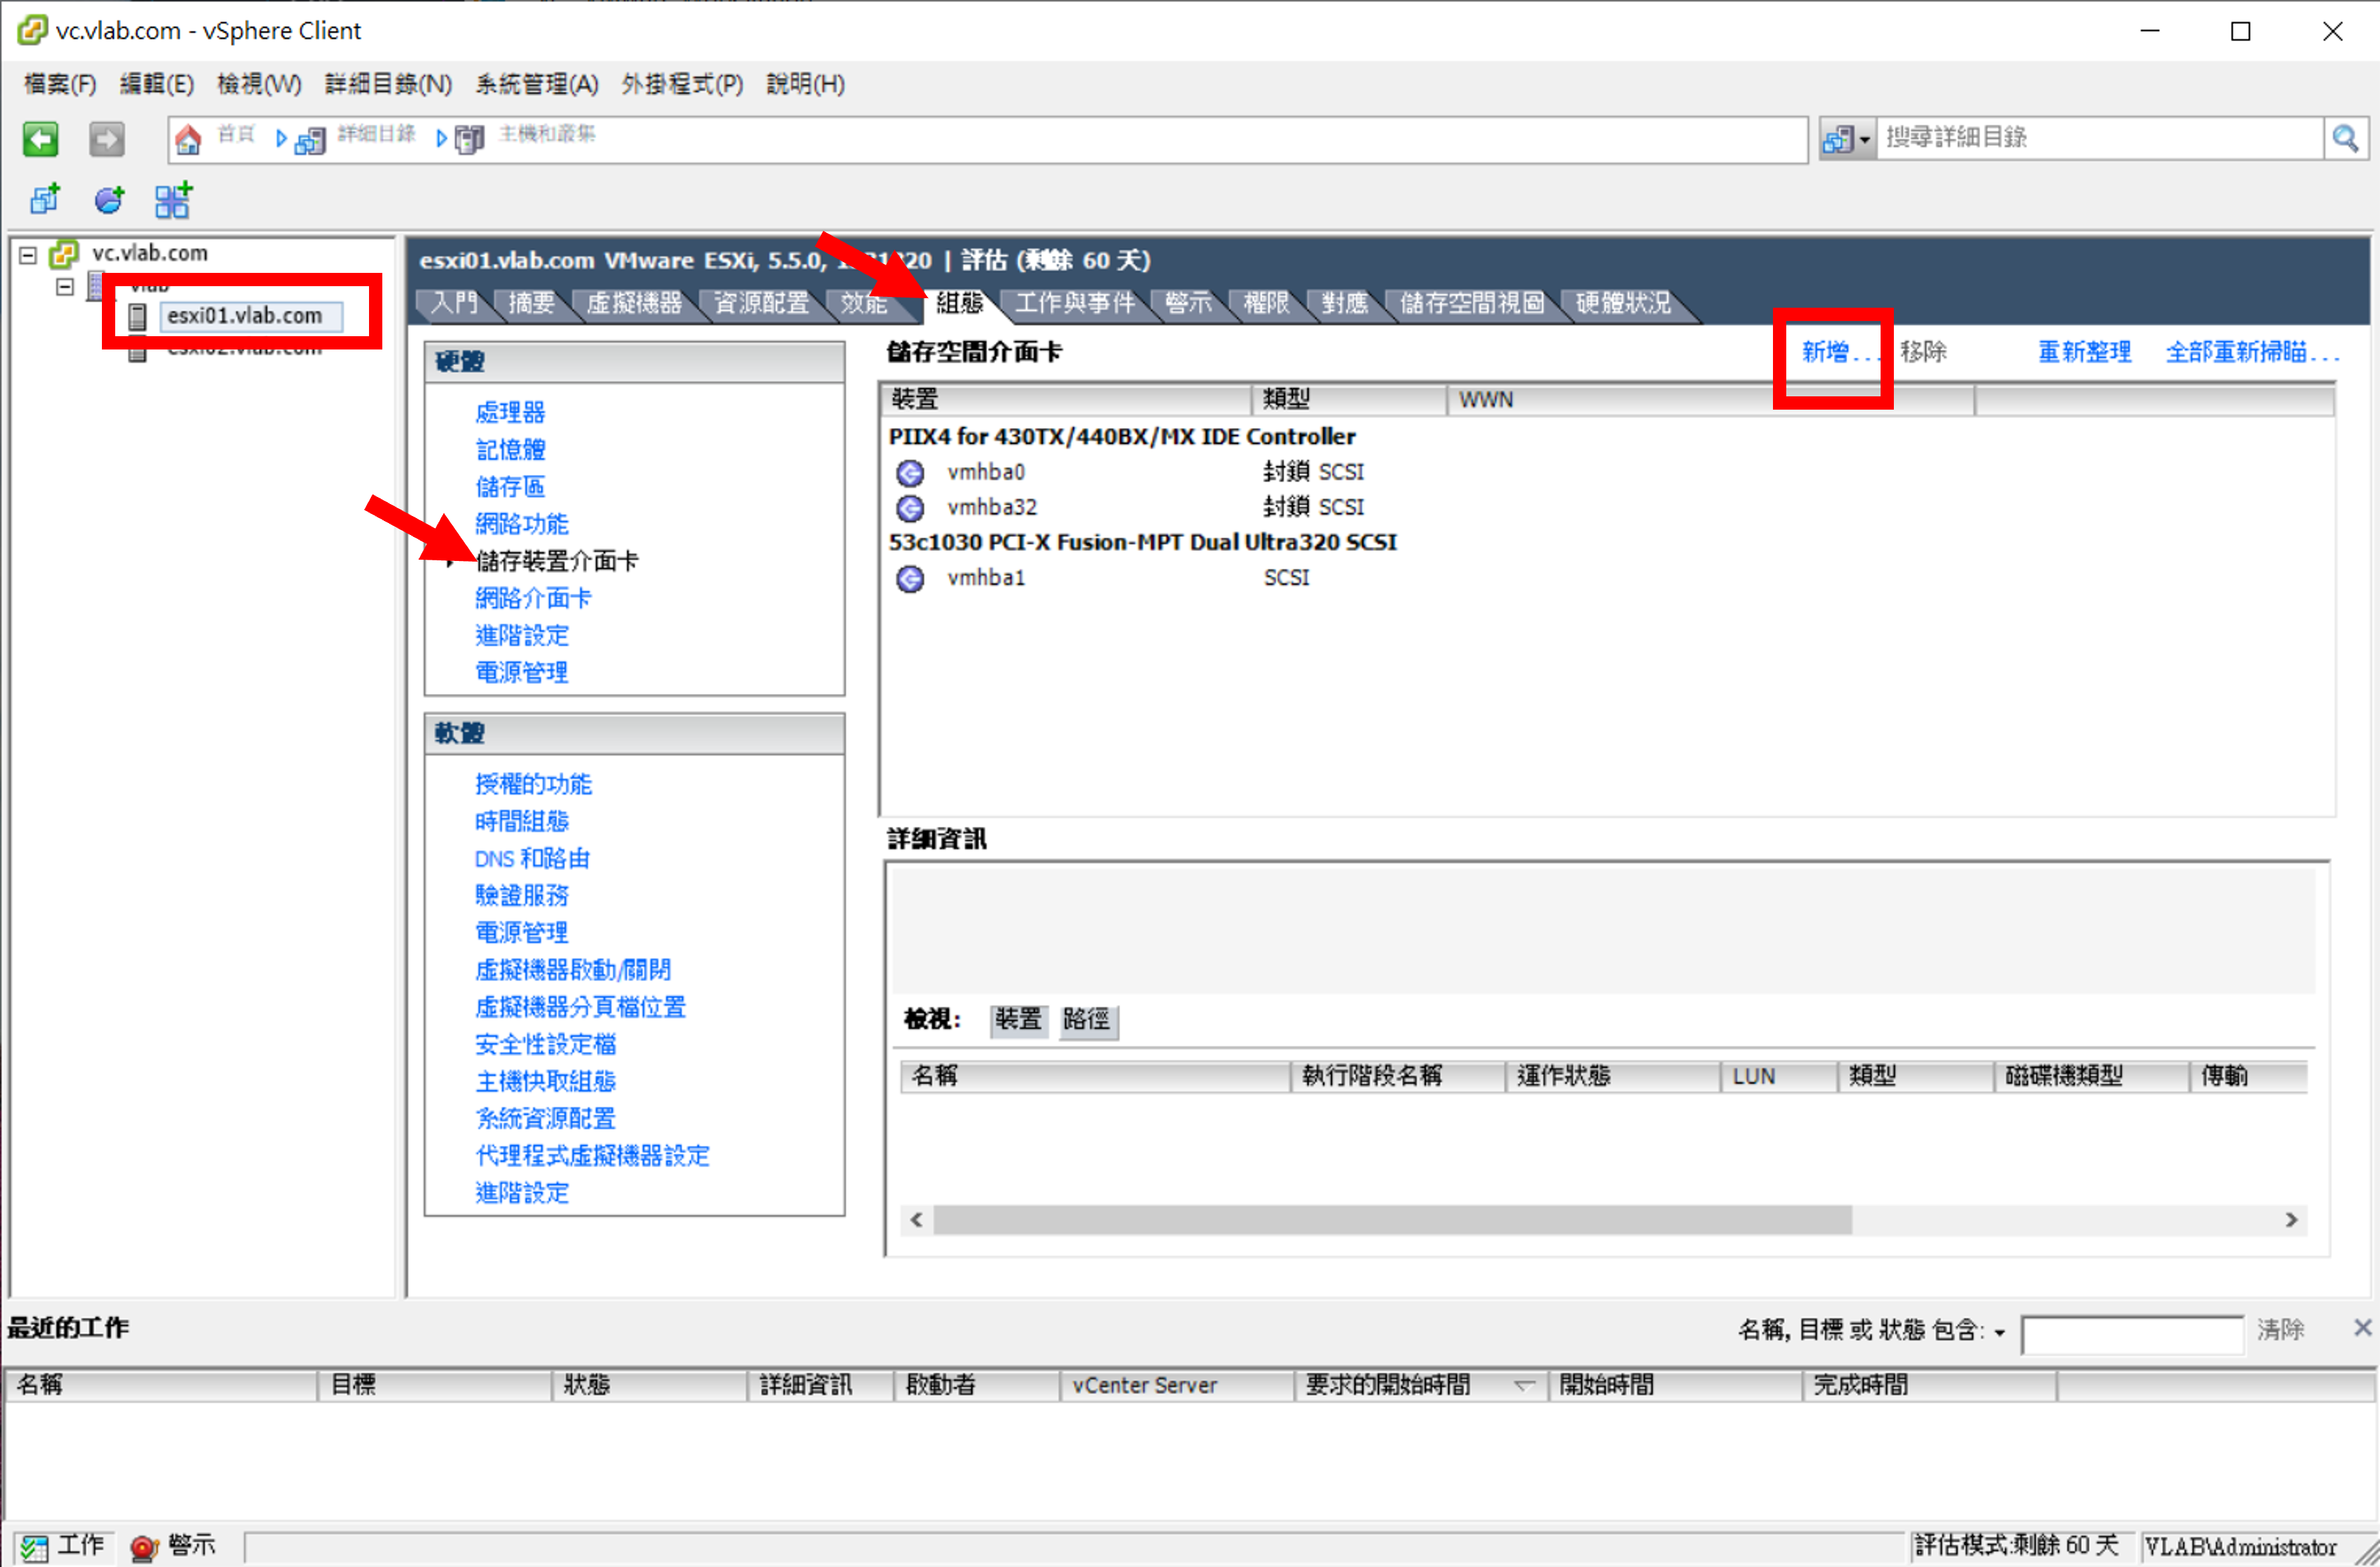 vc.vlab.com - vSphere Client
檔案(F) 編輯(E) 檢視(W) 詳細目錄(N) 系統管理(A) 外掛程式(P) 說明(H)
首頁 詳細目錄 主機和叢集 搜尋詳細目錄
vc.vlab.com
vlab
esxi01.vlab.com
esxi02.vlab.com
esxi01.vlab.com VMware ESXi, 5.5.0, | 評估 (剩餘 60 天)
入門 摘要 虛擬機器 資源配置 效能 組態 工作與事件 警示 權限 對應 儲存空間視圖 硬體狀況
硬體
處理器
記憶體
儲存區
網路功能
儲存裝置介面卡
網路介面卡
進階設定
電源管理
軟體
授權的功能
時間組態
DNS 和路由
驗證服務
電源管理
虛擬機器啟動/關閉
虛擬機器分頁檔位置
安全性設定檔
主機快取組態
系統資源配置
代理程式虛擬機器設定
進階設定
儲存空間介面卡 新增... 移除 重新整理 全部重新掃瞄...
裝置 類型 WWN
PIIX4 for 430TX/440BX/MX IDE Controller
vmhba0 封鎖 SCSI
vmhba32 封鎖 SCSI
53c1030 PCI-X Fusion-MPT Dual Ultra320 SCSI
vmhba1 SCSI
詳細資訊
檢視: 裝置 路徑
名稱 執行階段名稱 運作狀態 LUN 類型 磁碟機類型 傳輸
最近的工作 名稱, 目標 或 狀態 包含: 清除
名稱 目標 狀態 詳細資訊 啟動者 vCenter Server 要求的開始時間 開始時間 完成時間
工作 警示 評估模式:剩餘 60 天 VLAB\Administrator